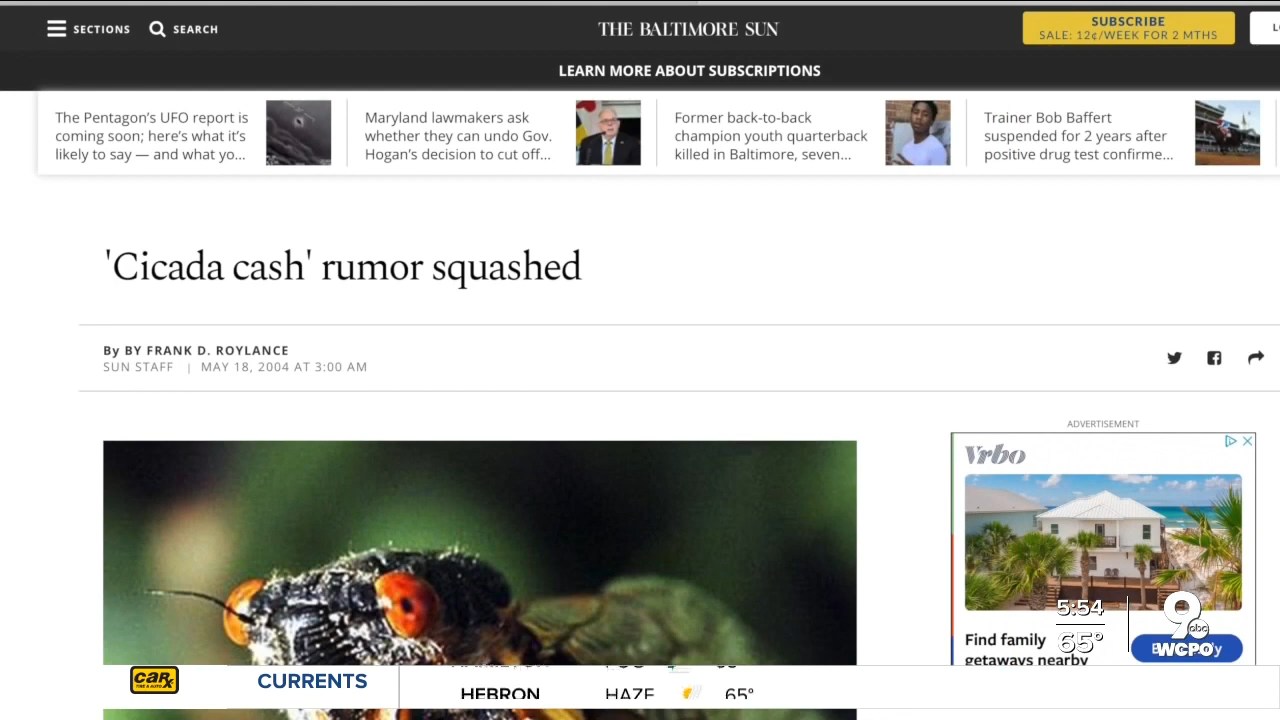 SECTIONS
SEARCH
THE BALTIMORE SUN
SUBSCRIBE
SALE: 12¢/WEEK FOR 2 MTHS
LEARN MORE ABOUT SUBSCRIPTIONS
The Pentagon's UFO report is
coming soon; here's what it's
likely to say — and what yo...
Maryland lawmakers ask
whether they can undo Gov.
Hogan's decision to cut off...
Former back-to-back
champion youth quarterback
killed in Baltimore, seven...
Trainer Bob Baffert
suspended for 2 years after
positive drug test confirme...
'Cicada cash' rumor squashed
By BY FRANK D. ROYLANCE
SUN STAFF | MAY 18, 2004 AT 3:00 AM
ADVERTISEMENT
Vrbo
Find family
getaways nearby
5:54
65°
9
abc
WCPO
CAR-X
TIRE & AUTO
CURRENTS
HEBRON HAZE 65°